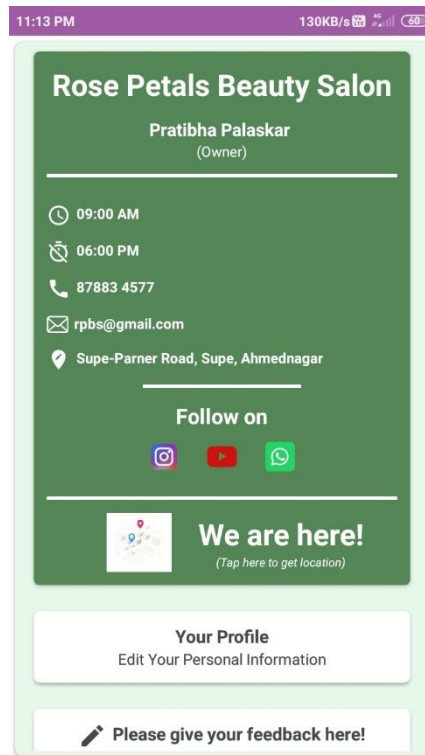 11:13 PM 130KB/s 4G 60
Rose Petals Beauty Salon
Pratibha Palaskar
(Owner)
09:00 AM
06:00 PM
87883 4577
rpbs@gmail.com
Supe-Parner Road, Supe, Ahmednagar
Follow on
We are here!
(Tap here to get location)
Your Profile
Edit Your Personal Information
Please give your feedback here!